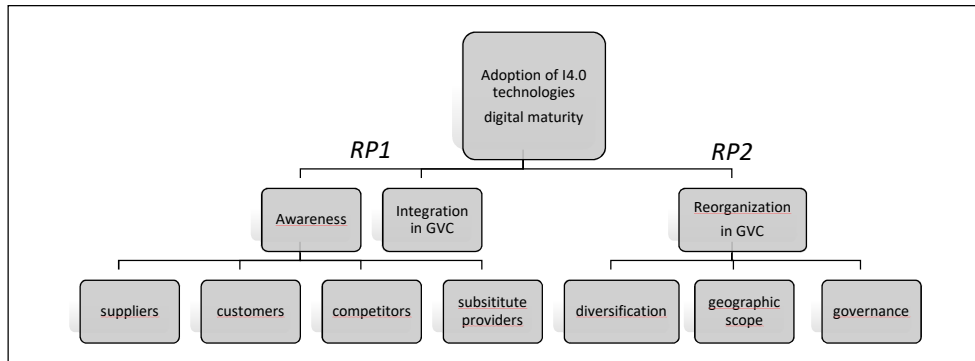 Adoption of I4.0
technologies
digital maturity
RP1
RP2
Awareness
Integration
in GVC
Reorganization
in GVC
suppliers
customers
competitors
subsititute
providers
diversification
geographic
scope
governance